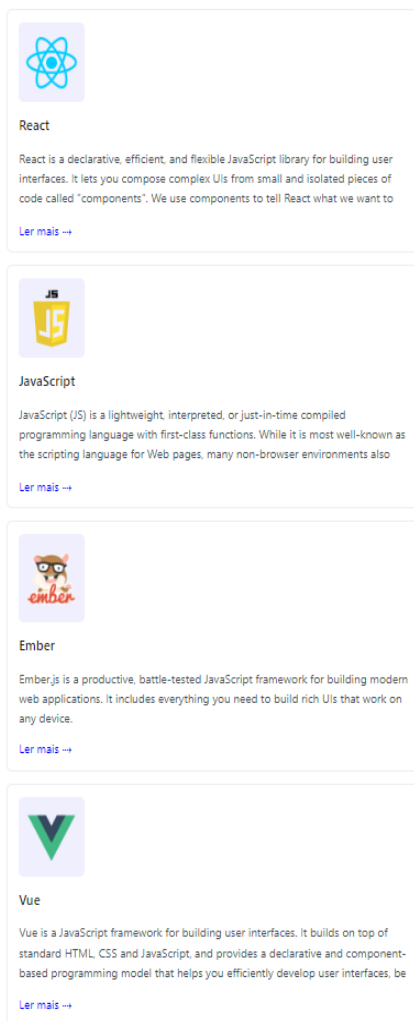 React
React is a declarative, efficient, and flexible JavaScript library for building user
interfaces. It lets you compose complex UIs from small and isolated pieces of
code called "components". We use components to tell React what we want to
Ler mais ⤏
JS
JS
JavaScript
JavaScript (JS) is a lightweight, interpreted, or just-in-time compiled
programming language with first-class functions. While it is most well-known as
the scripting language for Web pages, many non-browser environments also
Ler mais ⤏
ember
Ember
Ember.js is a productive, battle-tested JavaScript framework for building modern
web applications. It includes everything you need to build rich UIs that work on
any device.
Ler mais ⤏
Vue
Vue is a JavaScript framework for building user interfaces. It builds on top of
standard HTML, CSS and JavaScript, and provides a declarative and component-
based programming model that helps you efficiently develop user interfaces, be
Ler mais ⤏